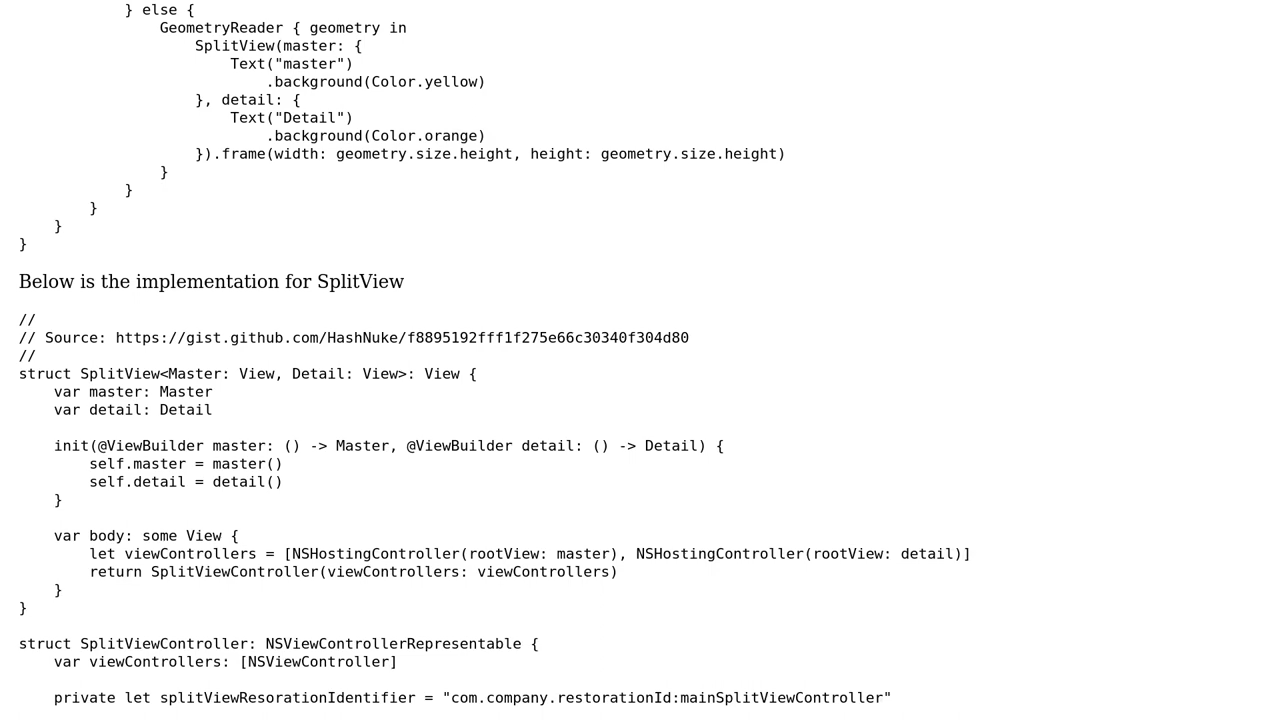 } else {
                GeometryReader { geometry in
                    SplitView(master: {
                        Text("master")
                            .background(Color.yellow)
                    }, detail: {
                        Text("Detail")
                            .background(Color.orange)
                    }).frame(width: geometry.size.height, height: geometry.size.height)
                }
            }
        }
    }
}
Below is the implementation for SplitView
//
// Source: https://gist.github.com/HashNuke/f8895192fff1f275e66c30340f304d80
//
struct SplitView<Master: View, Detail: View>: View {
    var master: Master
    var detail: Detail

    init(@ViewBuilder master: () -> Master, @ViewBuilder detail: () -> Detail) {
        self.master = master()
        self.detail = detail()
    }

    var body: some View {
        let viewControllers = [NSHostingController(rootView: master), NSHostingController(rootView: detail)]
        return SplitViewController(viewControllers: viewControllers)
    }
}

struct SplitViewController: NSViewControllerRepresentable {
    var viewControllers: [NSViewController]

    private let splitViewResorationIdentifier = "com.company.restorationId:mainSplitViewController"